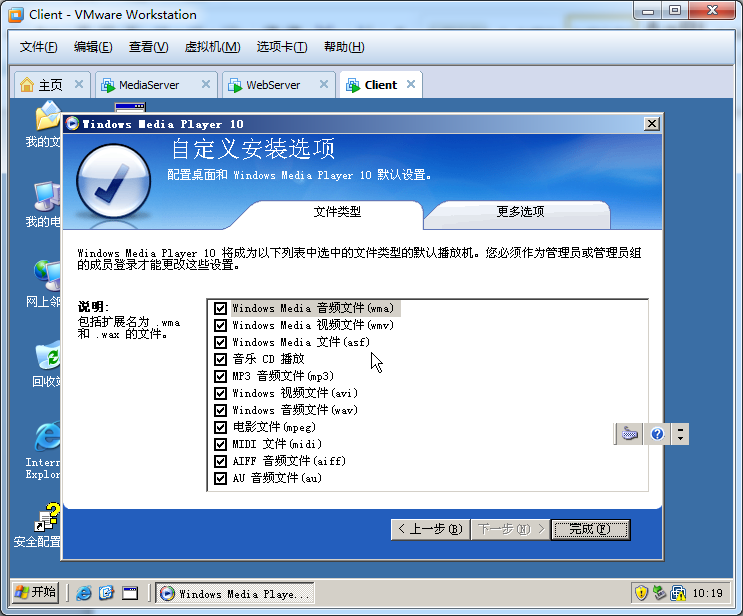 Client - VMware Workstation
文件(F) 编辑(E) 查看(V) 虚拟机(M) 选项卡(T) 帮助(H)
主页 MediaServer WebServer Client
我的文
Windows Media Player 10
自定义安装选项
配置桌面和 Windows Media Player 10 默认设置。
文件类型 更多选项
我的电
Windows Media Player 10 将成为以下列表中选中的文件类型的默认播放机。您必须作为管理员或管理员组
的成员登录才能更改这些设置。
网上邻
说明:
包括扩展名为 .wma
和 .wax 的文件。
Windows Media 音频文件(wma)
Windows Media 视频文件(wmv)
Windows Media 文件(asf)
音乐 CD 播放
MP3 音频文件(mp3)
Windows 视频文件(avi)
Windows 音频文件(wav)
电影文件(mpeg)
MIDI 文件(midi)
AIFF 音频文件(aiff)
AU 音频文件(au)
回收站
Intern
Explor
安全配置
< 上一步(B) 下一步(N) > 完成(F)
开始 Windows Media Playe... 10:19